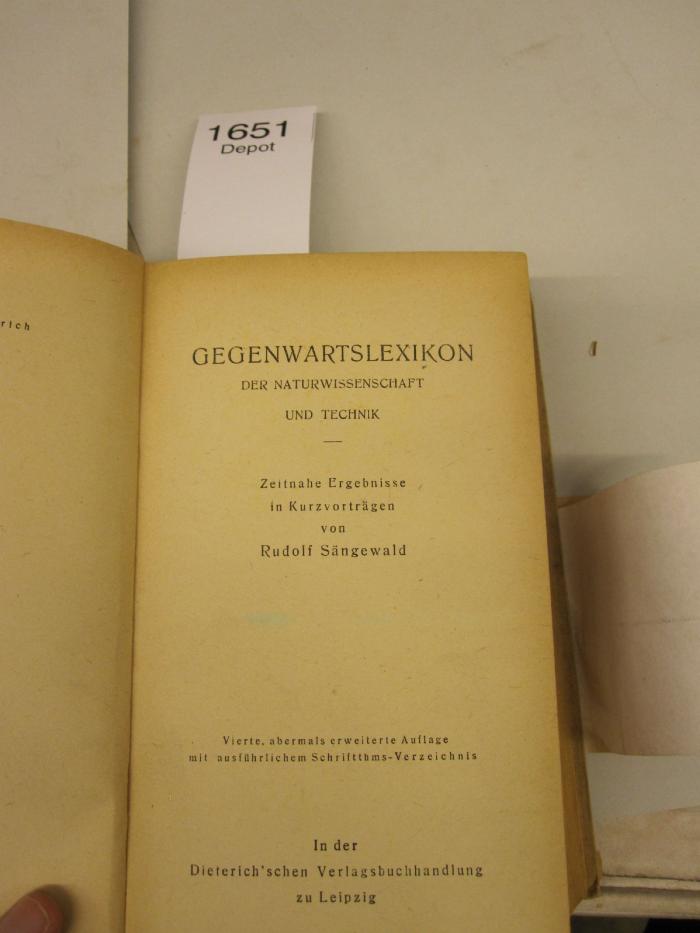 1651
Depot
rich
GEGENWARTSLEXIKON
DER NATURWISSENSCHAFT
UND TECHNIK
Zeitnahe Ergebnisse
in Kurzvorträgen
von
Rudolf Sängewald
Vierte, abermals erweiterte Auflage
mit ausführlichem Schrifttums-Verzeichnis
In der
Dieterich'schen Verlagsbuchhandlung
zu Leipzig